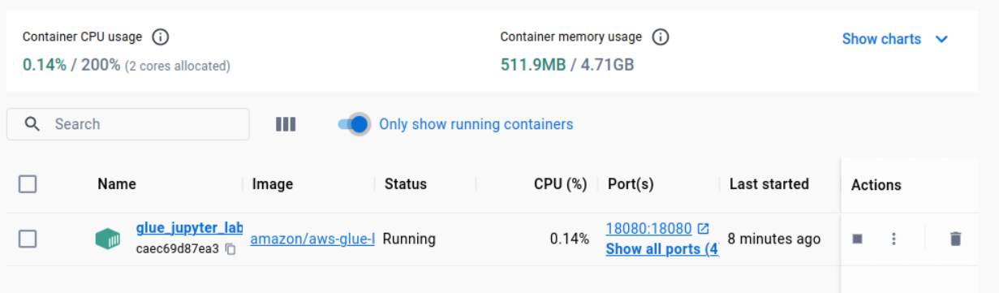 Container CPU usage
0.14% / 200% (2 cores allocated)
Container memory usage
511.9MB / 4.71GB
Show charts
Search
Only show running containers
Name Image Status CPU (%) Port(s) Last started Actions
glue_jupyter_lab
caec69d87ea3
amazon/aws-glue-l
Running
0.14%
18080:18080
Show all ports (4
8 minutes ago